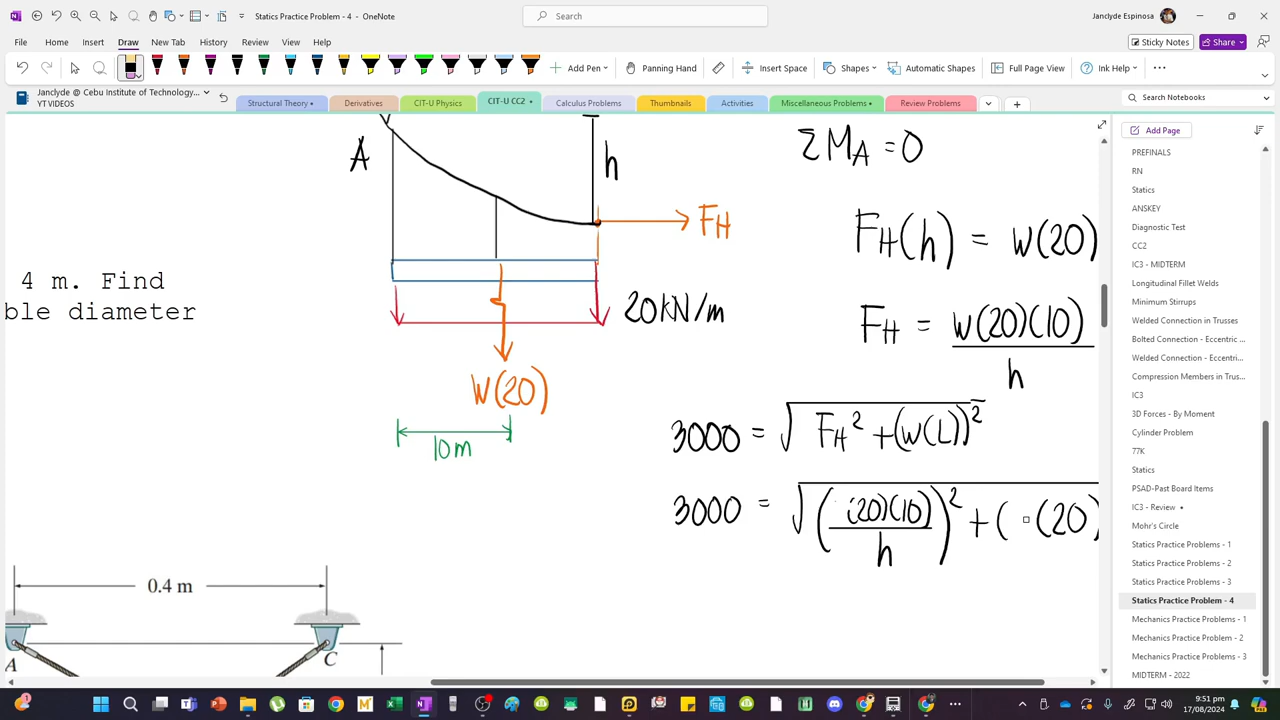 Statics Practice Problem - 4 - OneNote
Search
Janclyde Espinosa
File Home Insert Draw New Tab History Review View Help
Sticky Notes
Share
Add Pen
Panning Hand
Insert Space
Shapes
Automatic Shapes
Full Page View
Ink Help
Janclyde @ Cebu Institute of Technology...
YT VIDEOS
Structural Theory
Derivatives
CIT-U Physics
CIT-U CC2
Calculus Problems
Thumbnails
Activities
Miscellaneous Problems
Review Problems
Search Notebooks
Add Page
PREFINALS
RN
Statics
ANSKEY
Diagnostic Test
CC2
IC3 - MIDTERM
Longitudinal Fillet Welds
Minimum Stirrups
Welded Connection in Trusses
Bolted Connection - Eccentric ...
Welded Connection - Eccentri...
Compression Members in Trus...
IC3
3D Forces - By Moment
Cylinder Problem
77K
Statics
PSAD-Past Board Items
IC3 - Review
Mohr's Circle
Statics Practice Problems - 1
Statics Practice Problems - 2
Statics Practice Problems - 3
Statics Practice Problem - 4
Mechanics Practice Problems - 1
Mechanics Practice Problem - 2
Mechanics Practice Problem - 3
MIDTERM - 2022
4 m. Find
ble diameter
A
h
FH
20KN/m
W(20)
10m
ΣMA = 0
FH(h) = W(20)
FH = W(20)(10)
h
3000 = √FH² + (W(L))²
3000 = √((20)(10))² + ( (20)
h
0.4 m
A
C
9:51 pm
17/08/2024